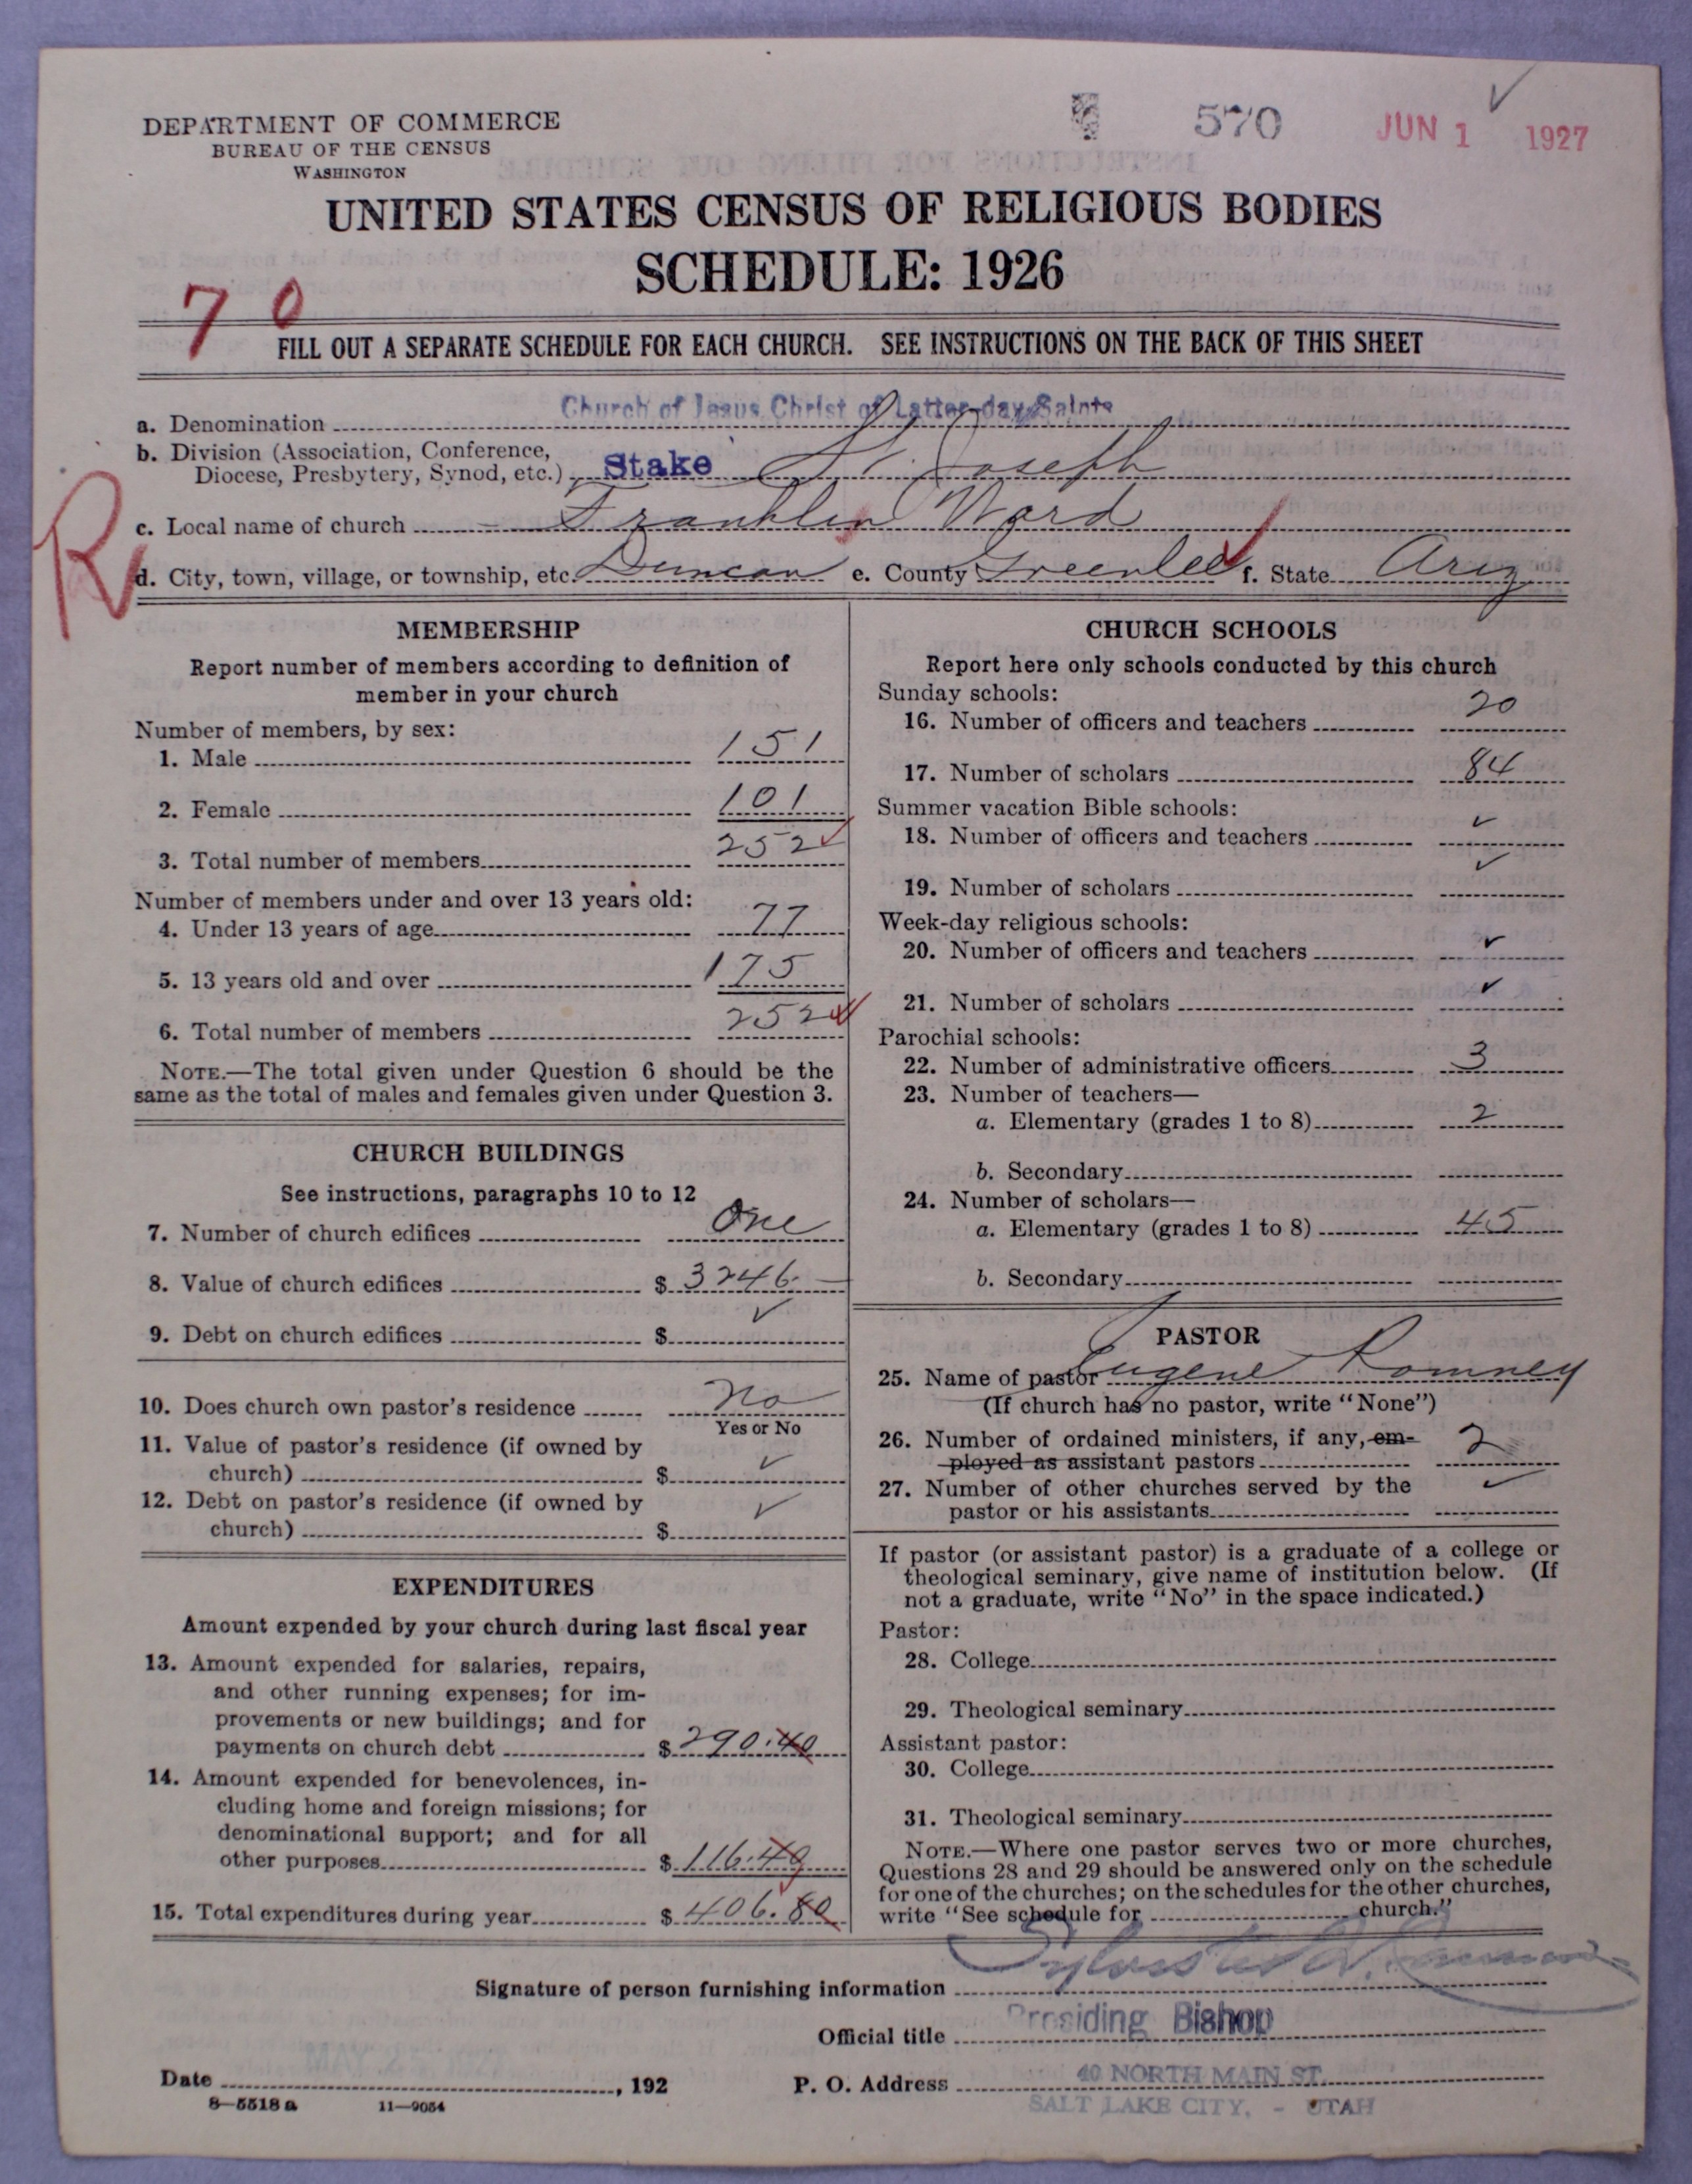 570 JUN 1 1927
DEPARTMENT OF COMMERCE
BUREAU OF THE CENSUS
WASHINGTON
UNITED STATES CENSUS OF RELIGIOUS BODIES
SCHEDULE: 1926
70
FILL OUT A SEPARATE SCHEDULE FOR EACH CHURCH. SEE INSTRUCTIONS ON THE BACK OF THIS SHEET
a. Denomination Church of Jesus Christ of Latter-day Saints
b. Division (Association, Conference,
Diocese, Presbytery, Synod, etc.) Stake St. Joseph
c. Local name of church Franklin Ward
R
d. City, town, village, or township, etc. Duncan e. County Greenlee f. State Ariz
MEMBERSHIP
Report number of members according to definition of
member in your church
Number of members, by sex:
1. Male 151
2. Female 101
3. Total number of members 252
Number of members under and over 13 years old:
4. Under 13 years of age 77
5. 13 years old and over 175
6. Total number of members 252
NOTE.—The total given under Question 6 should be the
same as the total of males and females given under Question 3.
CHURCH BUILDINGS
See instructions, paragraphs 10 to 12
7. Number of church edifices One
8. Value of church edifices $ 3246.—
9. Debt on church edifices $ ✓
10. Does church own pastor's residence No
Yes or No
11. Value of pastor's residence (if owned by
church) $ ✓
12. Debt on pastor's residence (if owned by
church) $ ✓
EXPENDITURES
Amount expended by your church during last fiscal year
13. Amount expended for salaries, repairs,
and other running expenses; for im-
provements or new buildings; and for
payments on church debt $ 290.40
14. Amount expended for benevolences, in-
cluding home and foreign missions; for
denominational support; and for all
other purposes $ 116.40
15. Total expenditures during year $ 406.80
CHURCH SCHOOLS
Report here only schools conducted by this church
Sunday schools:
16. Number of officers and teachers 20
17. Number of scholars 84
Summer vacation Bible schools:
18. Number of officers and teachers ✓
19. Number of scholars ✓
Week-day religious schools:
20. Number of officers and teachers ✓
21. Number of scholars ✓
Parochial schools:
22. Number of administrative officers 3
23. Number of teachers—
a. Elementary (grades 1 to 8) 2
b. Secondary
24. Number of scholars—
a. Elementary (grades 1 to 8) 45
b. Secondary
PASTOR
25. Name of pastor Eugene Romney
(If church has no pastor, write "None")
26. Number of ordained ministers, if any, em-
ployed as assistant pastors 2
27. Number of other churches served by the
pastor or his assistants ✓
If pastor (or assistant pastor) is a graduate of a college or
theological seminary, give name of institution below. (If
not a graduate, write "No" in the space indicated.)
Pastor:
28. College
29. Theological seminary
Assistant pastor:
30. College
31. Theological seminary
NOTE.—Where one pastor serves two or more churches,
Questions 28 and 29 should be answered only on the schedule
for one of the churches; on the schedules for the other churches,
write "See schedule for church."
Signature of person furnishing information
Official title Presiding Bishop
Date , 192 P. O. Address 40 NORTH MAIN ST.
8—5518 a 11—9054 SALT LAKE CITY, - UTAH